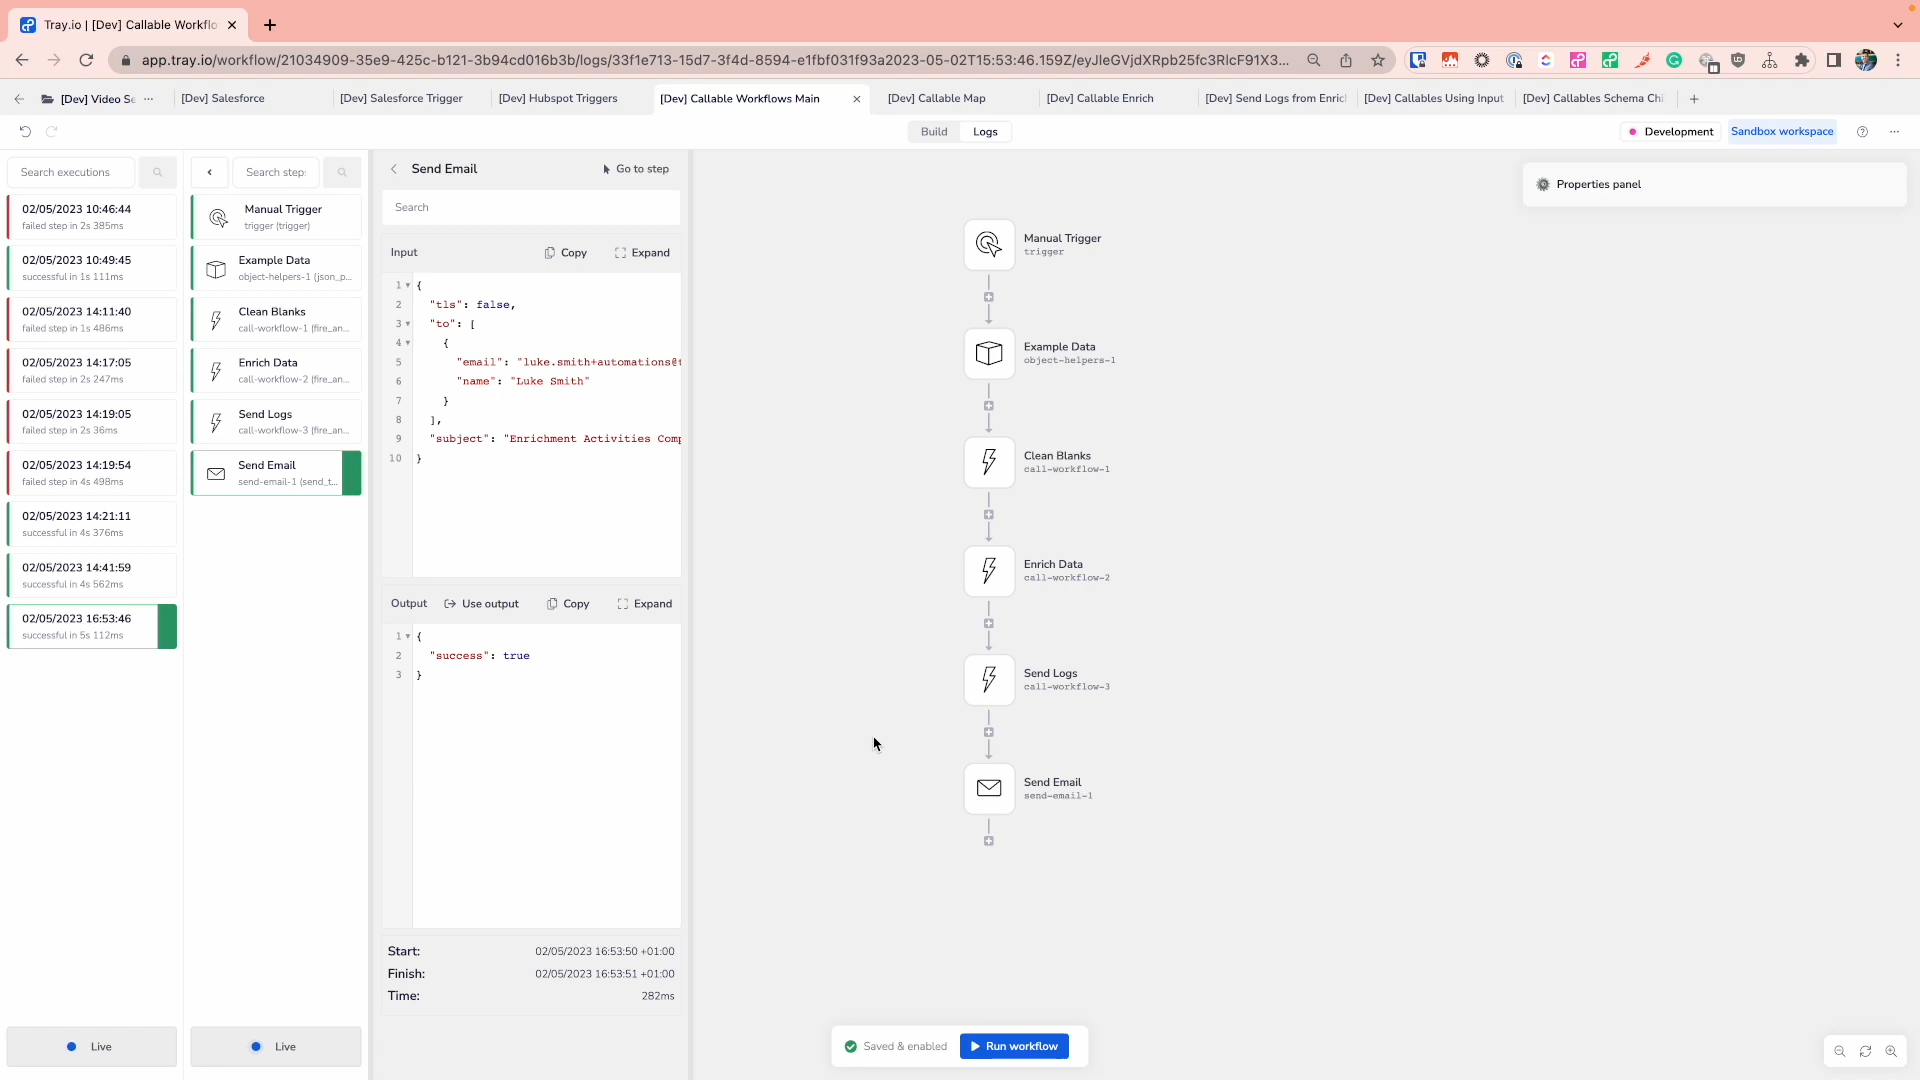 Tray.io | [Dev] Callable Workflo
app.tray.io/workflow/21034909-35e9-425c-b121-3b94cd016b3b/logs/33f1e713-15d7-3f4d-8594-e1fbf031f93a2023-05-02T15:53:46.159Z/eyJleGVjdXRpb25fc3RlcF91X3...
[Dev] Video Se ...
[Dev] Salesforce
[Dev] Salesforce Trigger
[Dev] Hubspot Triggers
[Dev] Callable Workflows Main
[Dev] Callable Map
[Dev] Callable Enrich
[Dev] Send Logs from Enric
[Dev] Callables Using Input
[Dev] Callables Schema Ch
Build
Logs
Development
Sandbox workspace
Search executions
02/05/2023 10:46:44
failed step in 2s 385ms
02/05/2023 10:49:45
successful in 1s 111ms
02/05/2023 14:11:40
failed step in 1s 486ms
02/05/2023 14:17:05
failed step in 2s 247ms
02/05/2023 14:19:05
failed step in 2s 36ms
02/05/2023 14:19:54
failed step in 4s 498ms
02/05/2023 14:21:11
successful in 4s 376ms
02/05/2023 14:41:59
successful in 4s 562ms
02/05/2023 16:53:46
successful in 5s 112ms
Live
Search step
Manual Trigger
trigger (trigger)
Example Data
object-helpers-1 (json_p...
Clean Blanks
call-workflow-1 (fire_an...
Enrich Data
call-workflow-2 (fire_an...
Send Logs
call-workflow-3 (fire_an...
Send Email
send-email-1 (send_t...
Live
Send Email
Go to step
Search
Input
Copy
Expand
1 {
2 "tls": false,
3 "to": [
4 {
5 "email": "luke.smith+automations@t
6 "name": "Luke Smith"
7 }
8 ],
9 "subject": "Enrichment Activities Comp
10 }
Output
Use output
Copy
Expand
1 {
2 "success": true
3 }
Start: 02/05/2023 16:53:50 +01:00
Finish: 02/05/2023 16:53:51 +01:00
Time: 282ms
Manual Trigger
trigger
Example Data
object-helpers-1
Clean Blanks
call-workflow-1
Enrich Data
call-workflow-2
Send Logs
call-workflow-3
Send Email
send-email-1
Properties panel
Saved & enabled
Run workflow